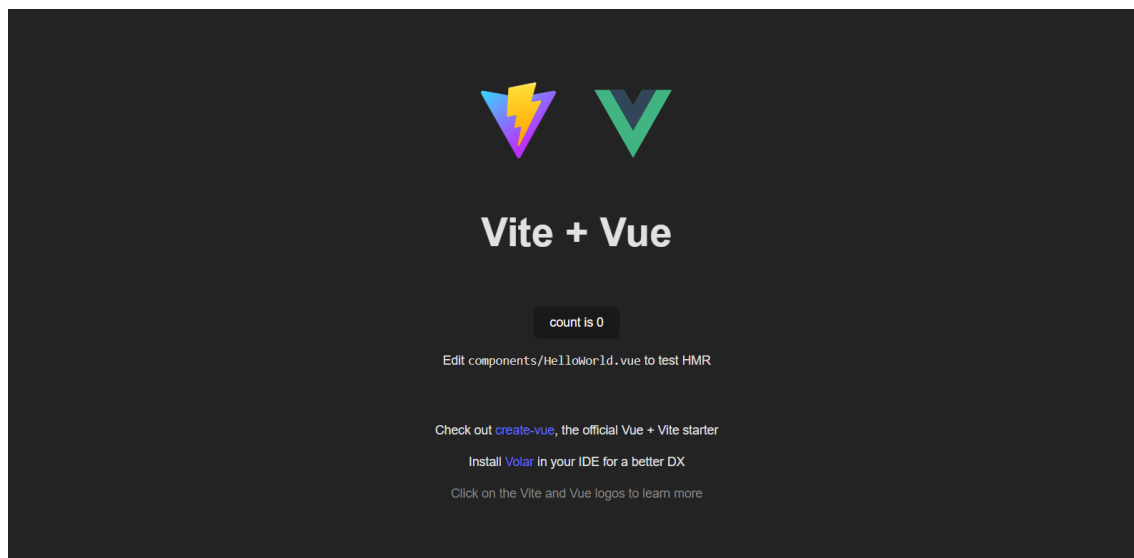 Vite + Vue
count is 0
Edit components/HelloWorld.vue to test HMR
Check out create-vue, the official Vue + Vite starter
Install Volar in your IDE for a better DX
Click on the Vite and Vue logos to learn more